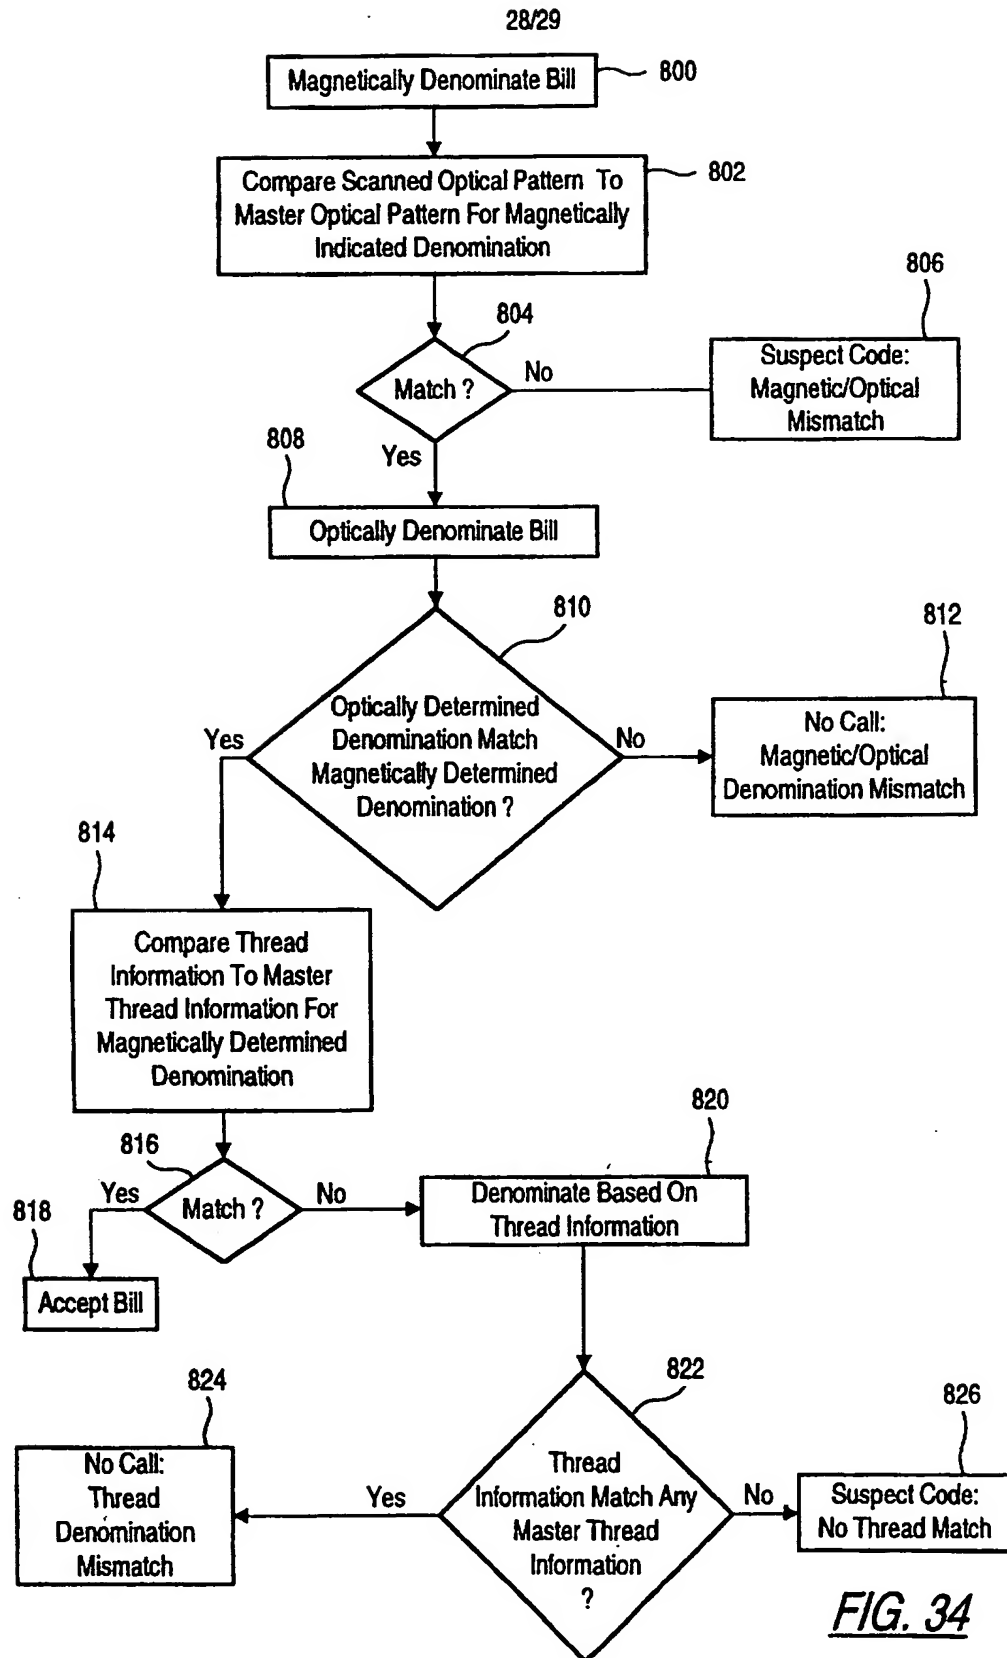 28/29
Magnetically Denominate Bill
800
Compare Scanned Optical Pattern To
Master Optical Pattern For Magnetically
Indicated Denomination
802
804
Match ?
No
806
Suspect Code:
Magnetic/Optical
Mismatch
Yes
808
Optically Denominate Bill
810
Optically Determined
Denomination Match
Magnetically Determined
Denomination ?
Yes
No
812
No Call:
Magnetic/Optical
Denomination Mismatch
814
Compare Thread
Information To Master
Thread Information For
Magnetically Determined
Denomination
816
Match ?
Yes
No
818
Accept Bill
820
Denominate Based On
Thread Information
822
Thread
Information Match Any
Master Thread
Information
?
Yes
No
824
No Call:
Thread
Denomination
Mismatch
826
Suspect Code:
No Thread Match
FIG. 34